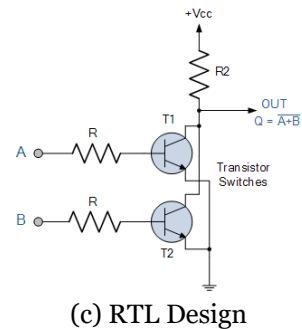 +Vcc
R2
OUT
Q = A̅+̅B̅
T1
R
A
Transistor
Switches
R
B
T2
(c) RTL Design